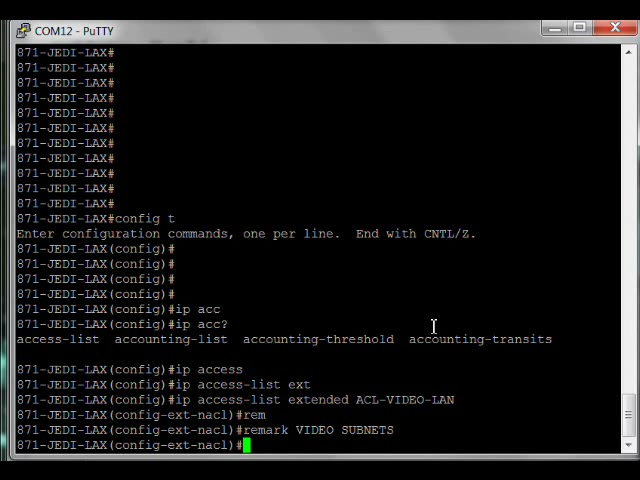 COM12 - PuTTY
871-JEDI-LAX#
871-JEDI-LAX#
871-JEDI-LAX#
871-JEDI-LAX#
871-JEDI-LAX#
871-JEDI-LAX#
871-JEDI-LAX#
871-JEDI-LAX#
871-JEDI-LAX#
871-JEDI-LAX#
871-JEDI-LAX#
871-JEDI-LAX#config t
Enter configuration commands, one per line.  End with CNTL/Z.
871-JEDI-LAX(config)#
871-JEDI-LAX(config)#
871-JEDI-LAX(config)#
871-JEDI-LAX(config)#
871-JEDI-LAX(config)#ip acc
871-JEDI-LAX(config)#ip acc?
access-list  accounting-list  accounting-threshold  accounting-transits
871-JEDI-LAX(config)#ip access
871-JEDI-LAX(config)#ip access-list ext
871-JEDI-LAX(config)#ip access-list extended ACL-VIDEO-LAN
871-JEDI-LAX(config-ext-nacl)#rem
871-JEDI-LAX(config-ext-nacl)#remark VIDEO SUBNETS
871-JEDI-LAX(config-ext-nacl)#